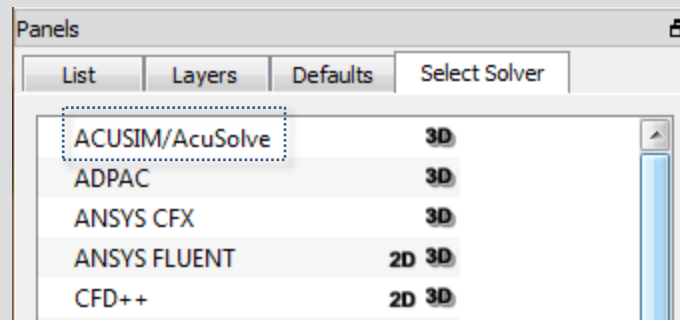 Panels
List Layers Defaults Select Solver
ACUSIM/AcuSolve 3D
ADPAC 3D
ANSYS CFX 3D
ANSYS FLUENT 2D 3D
CFD++ 2D 3D